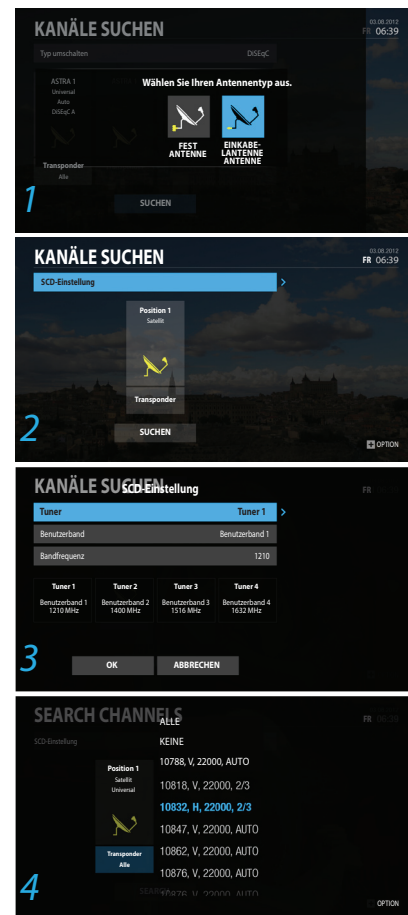 KANÄLE SUCHEN
03.08.2012
FR 06:39
Typ umschalten
DiSEqC
ASTRA 1
Universal
Auto
DiSEqC A
Wählen Sie Ihren Antennentyp aus.
FEST
ANTENNE
EINKABE-
LANTENNE
ANTENNE
Transponder
Alle
SUCHEN
1
KANÄLE SUCHEN
03.08.2012
FR 06:39
SCD-Einstellung
Position 1
Satellit
Transponder
SUCHEN
2
OPTION
KANÄLE SUCHEN
SCD-Einstellung
FR
Tuner
Tuner 1
Benutzerband
Benutzerband 1
Bandfrequenz
1210
Tuner 1
Benutzerband 1
1210 MHz
Tuner 2
Benutzerband 2
1400 MHz
Tuner 3
Benutzerband 3
1516 MHz
Tuner 4
Benutzerband 4
1632 MHz
3
OK
ABBRECHEN
SEARCH CHANNELS
FR 06:39
SCD-Einstellung
ALLE
KEINE
Position 1
Satellit
Universal
Transponder
Alle
10788, V, 22000, AUTO
10818, V, 22000, 2/3
10832, H, 22000, 2/3
10847, V, 22000, AUTO
10862, V, 22000, AUTO
10876, V, 22000, AUTO
10876, V, 22000, AUTO
4
OPTION